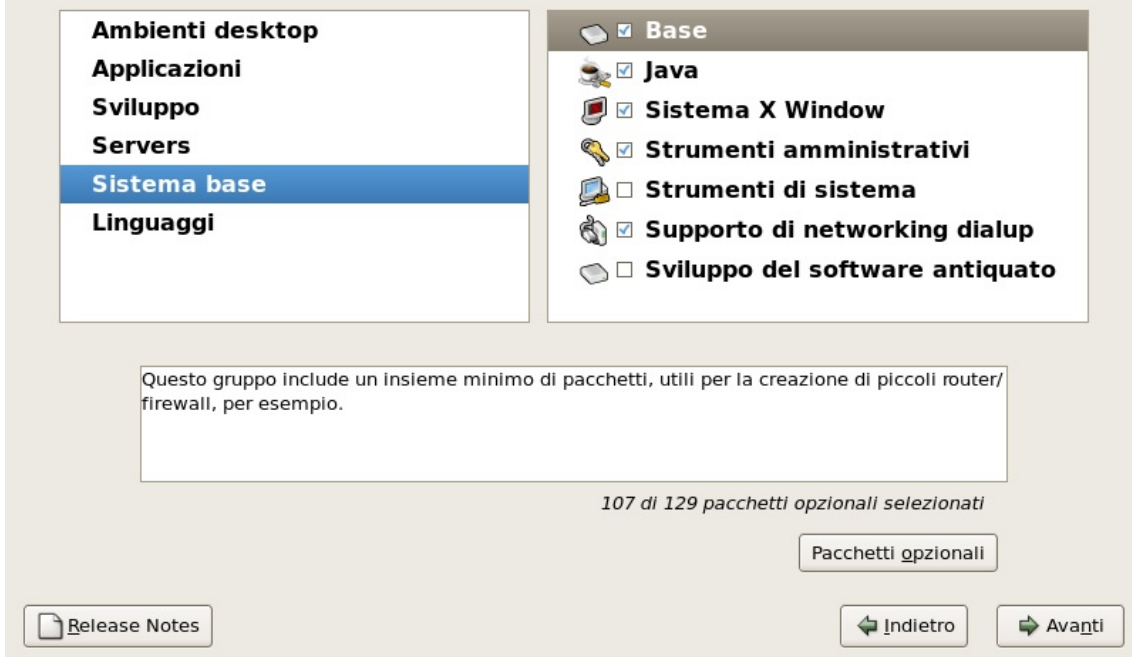 Ambienti desktop
Applicazioni
Sviluppo
Servers
Sistema base
Linguaggi
Base
Java
Sistema X Window
Strumenti amministrativi
Strumenti di sistema
Supporto di networking dialup
Sviluppo del software antiquato
Questo gruppo include un insieme minimo di pacchetti, utili per la creazione di piccoli router/
firewall, per esempio.
107 di 129 pacchetti opzionali selezionati
Pacchetti opzionali
Release Notes
Indietro
Avanti